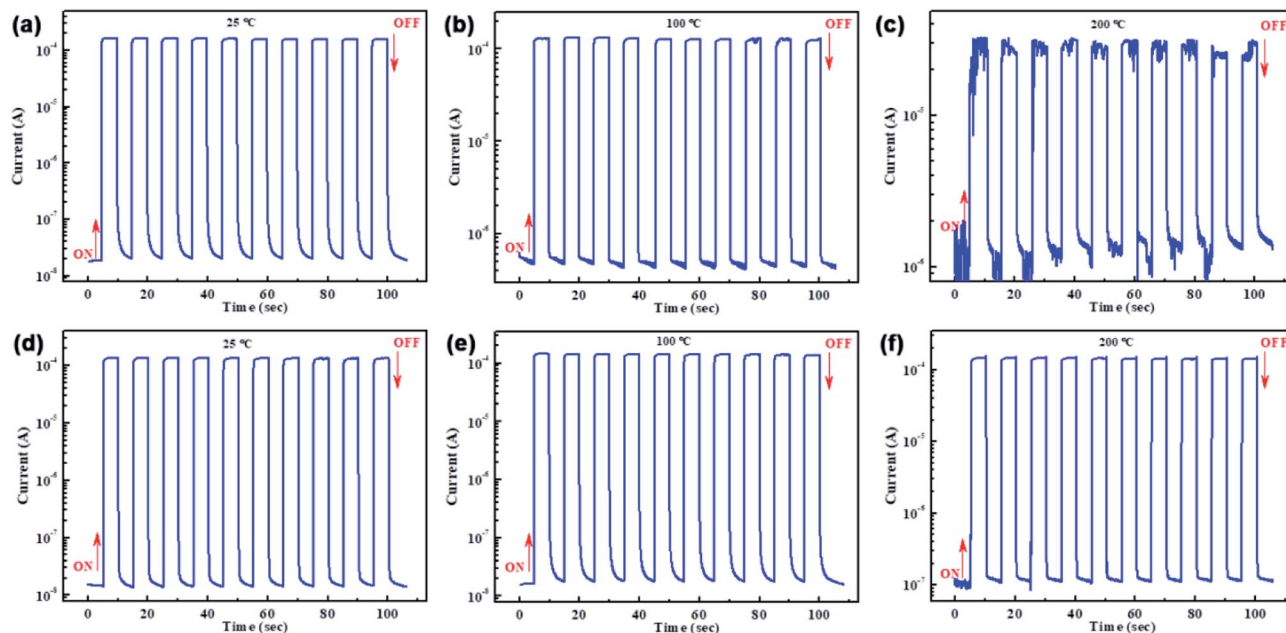 (a)
25 °C
OFF
10⁻⁴
10⁻⁵
10⁻⁶
10⁻⁷
10⁻⁸
Current (A)
ON
0 20 40 60 80 100
Time (sec)
(b)
100 °C
OFF
10⁻⁴
10⁻⁵
10⁻⁶
Current (A)
ON
0 20 40 60 80 100
Time (sec)
(c)
200 °C
OFF
10⁻⁵
10⁻⁶
Current (A)
ON
0 20 40 60 80 100
Time (sec)
(d)
25 °C
OFF
10⁻⁴
10⁻⁵
10⁻⁶
10⁻⁷
10⁻⁸
Current (A)
ON
0 20 40 60 80 100
Time (sec)
(e)
100 °C
OFF
10⁻⁴
10⁻⁵
10⁻⁶
10⁻⁷
10⁻⁸
Current (A)
ON
0 20 40 60 80 100
Time (sec)
(f)
200 °C
OFF
10⁻⁴
10⁻⁵
10⁻⁶
10⁻⁷
Current (A)
ON
0 20 40 60 80 100
Time (sec)